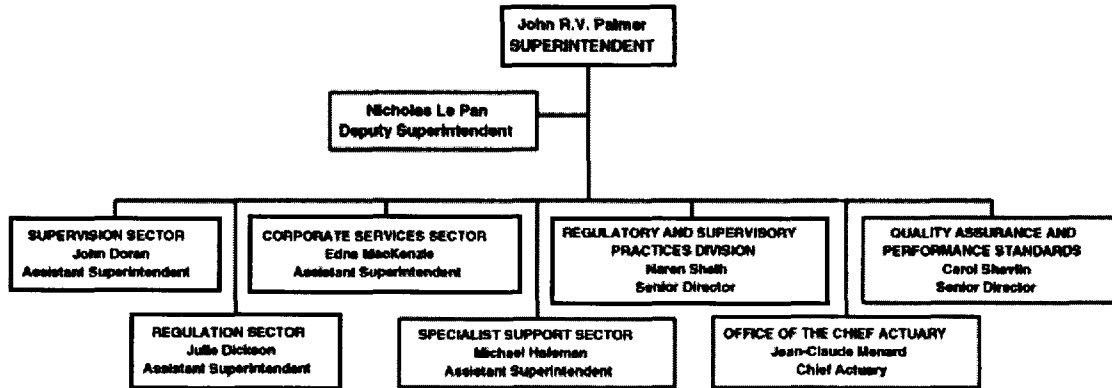 John R.V. Palmer
SUPERINTENDENT
Nicholas Le Pan
Deputy Superintendent
SUPERVISION SECTOR
John Doran
Assistant Superintendent
CORPORATE SERVICES SECTOR
Edna MacKenzie
Assistant Superintendent
REGULATORY AND SUPERVISORY
PRACTICES DIVISION
Naren Sheth
Senior Director
QUALITY ASSURANCE AND
PERFORMANCE STANDARDS
Carol Shevlin
Senior Director
REGULATION SECTOR
Julie Dickson
Assistant Superintendent
SPECIALIST SUPPORT SECTOR
Michael Hafeman
Assistant Superintendent
OFFICE OF THE CHIEF ACTUARY
Jean-Claude Menard
Chief Actuary